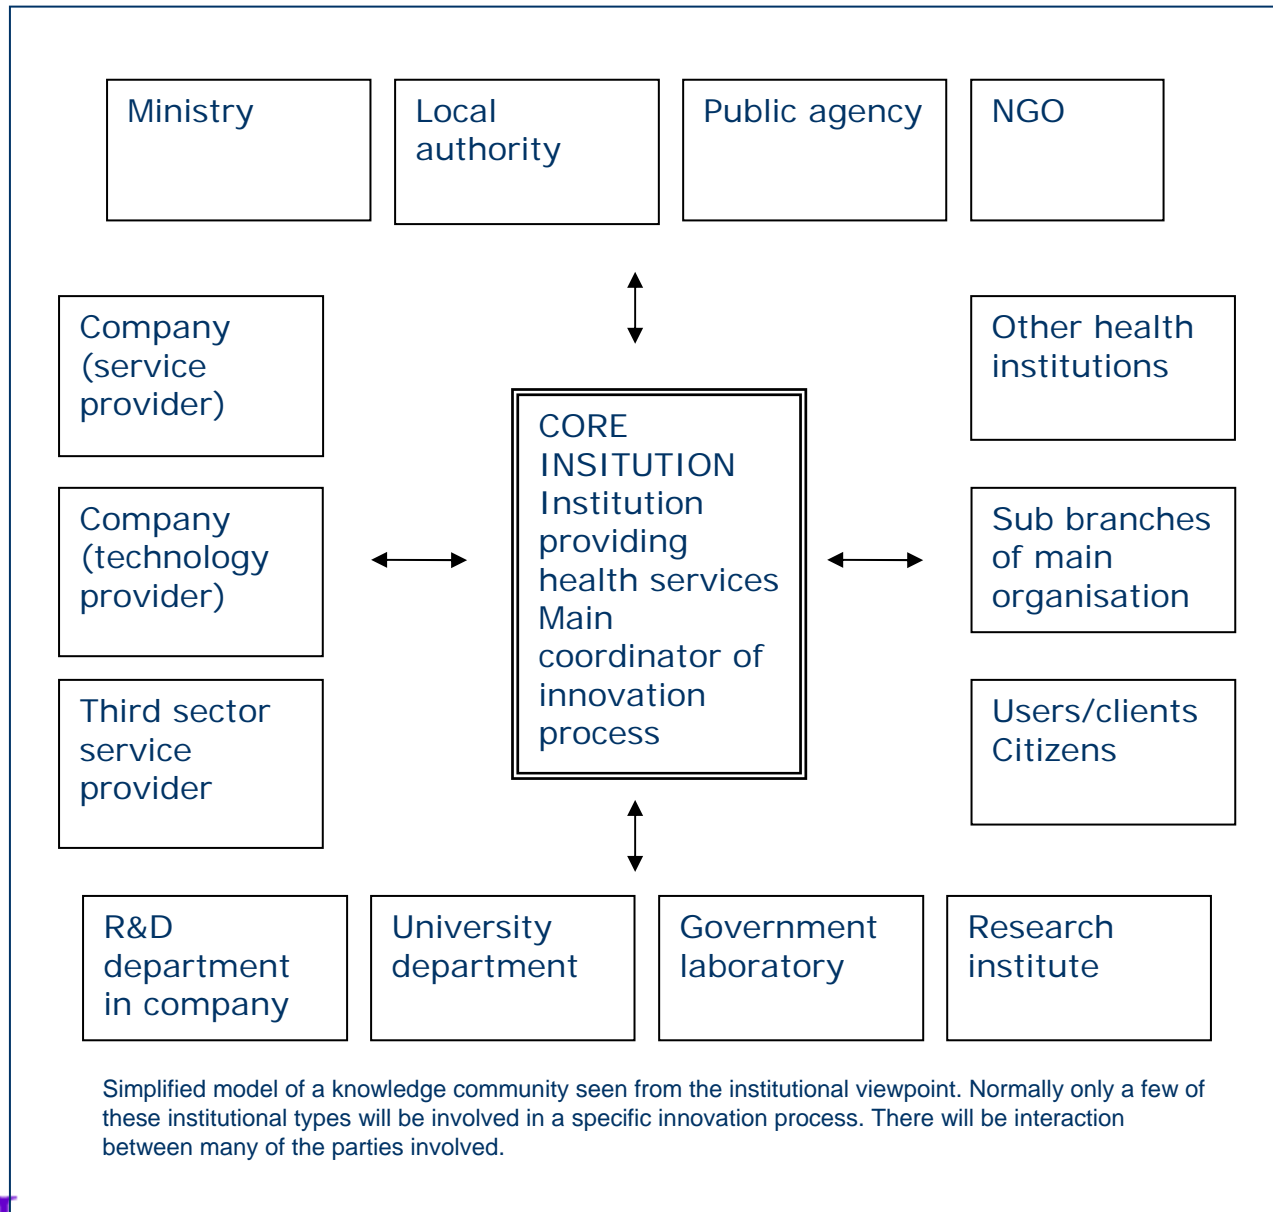 Ministry
Local
authority
Public agency
NGO
Company
(service
provider)
Other health
institutions
CORE
INSITUTION
Institution
providing
health services
Main
coordinator of
innovation
process
Company
(technology
provider)
Sub branches
of main
organisation
Third sector
service
provider
Users/clients
Citizens
R&D
department
in company
University
department
Government
laboratory
Research
institute
Simplified model of a knowledge community seen from the institutional viewpoint. Normally only a few of
these institutional types will be involved in a specific innovation process. There will be interaction
between many of the parties involved.